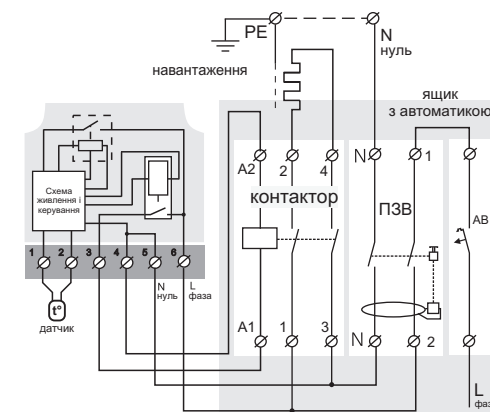 PE
N
нуль
навантаження
ящик
з автоматикою
A2
2
4
N
1
контактор
ПЗВ
АВ
Схема
живлення і
керування
1 2 3 4 5 6
N
нуль
L
фаза
t°
датчик
A1
1
3
N
2
L
фаз